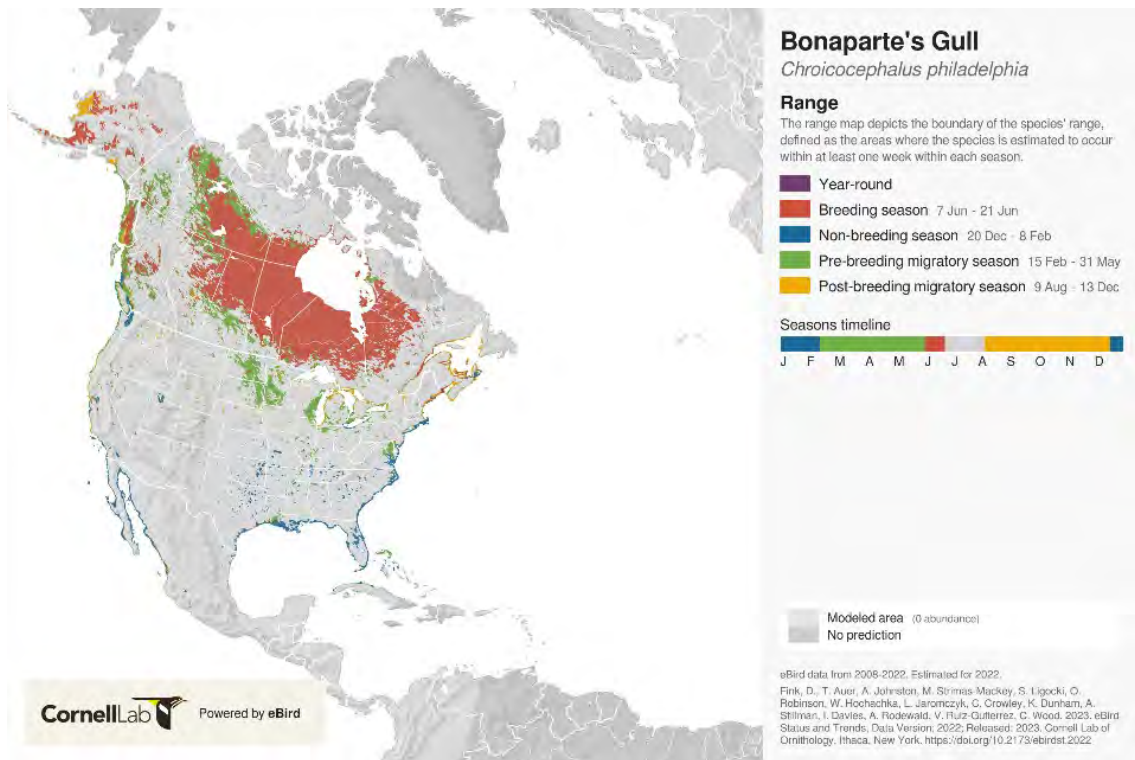 Bonaparte's Gull
Chroicocephalus philadelphia
Range
The range map depicts the boundary of the species' range,
defined as the areas where the species is estimated to occur
within at least one week within each season.
Year-round
Breeding season 7 Jun - 21 Jun
Non-breeding season 20 Dec - 8 Feb
Pre-breeding migratory season 15 Feb - 31 May
Post-breeding migratory season 9 Aug - 13 Dec
Seasons timeline
J F M A M J J A S O N D
Modeled area (0 abundance)
No prediction
eBird data from 2008-2022. Estimated for 2022.
Fink, D., T. Auer, A. Johnston, M. Strimas-Mackey, S. Ligocki, O.
Robinson, W. Hochachka, L. Jaromczyk, C. Crowley, K. Dunham, A.
Stillman, I. Davies, A. Rodewald, V. Ruiz-Gutierrez, C. Wood. 2023. eBird
Status and Trends, Data Version: 2022; Released: 2023. Cornell Lab of
Ornithology, Ithaca, New York. https://doi.org/10.2173/ebirdst.2022
CornellLab Powered by eBird